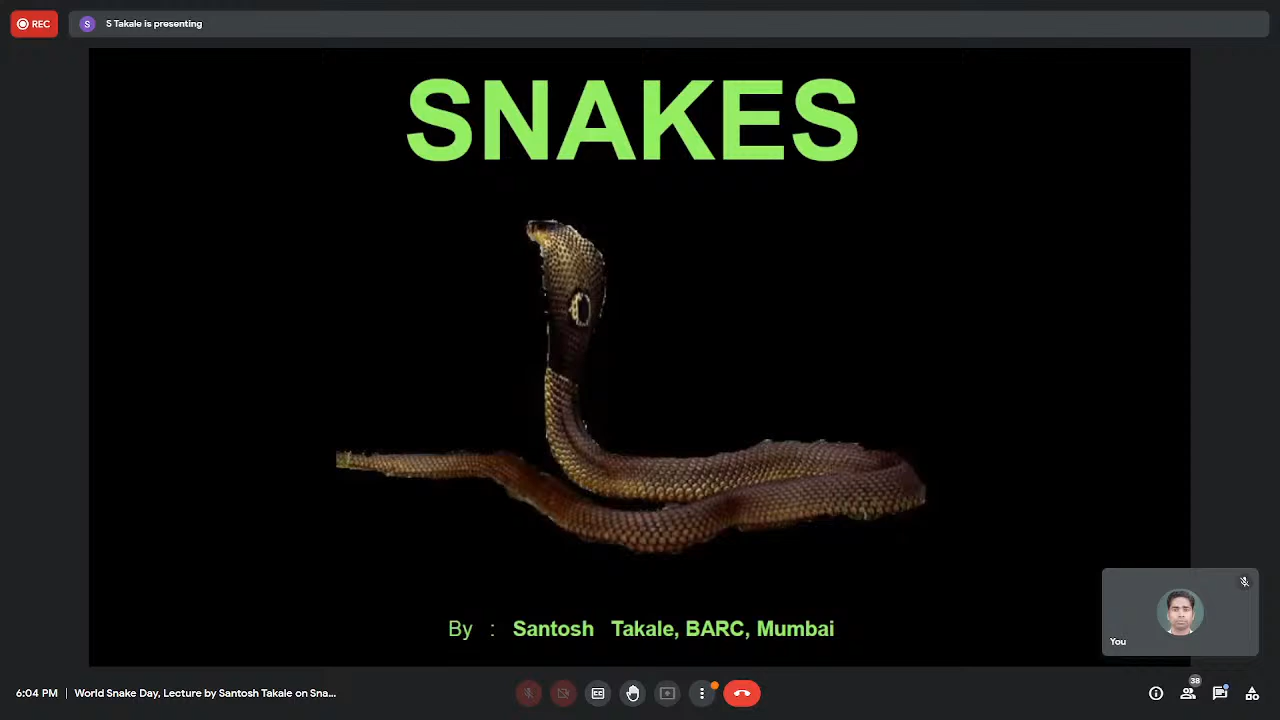 REC
S
S Takale is presenting
SNAKES
By : Santosh Takale, BARC, Mumbai
You
6:04 PM | World Snake Day, Lecture by Santosh Takale on Sna...
38